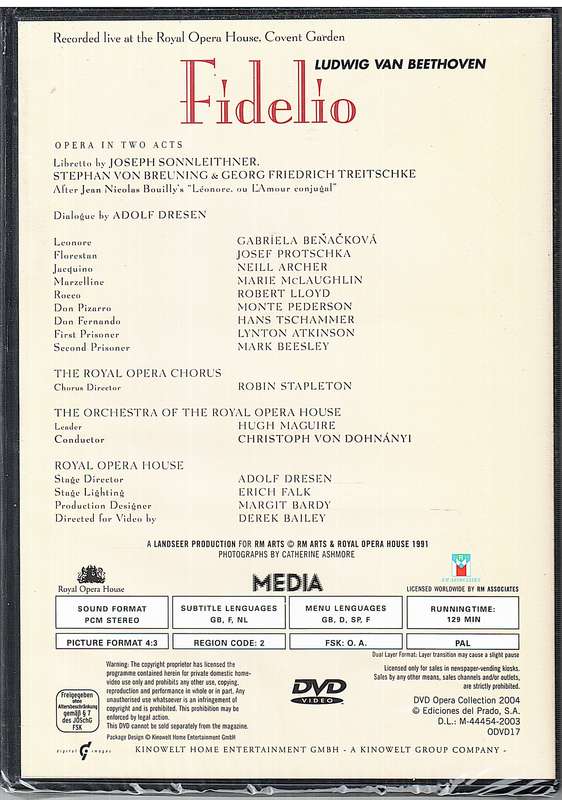 Recorded live at the Royal Opera House, Covent Garden
LUDWIG VAN BEETHOVEN
Fidelio
OPERA IN TWO ACTS
Libretto by JOSEPH SONNLEITHNER,
STEPHAN VON BREUNING & GEORG FRIEDRICH TREITSCHKE
After Jean Nicolas Bouilly's "Léonore, ou L'Amour conjugal"
Dialogue by ADOLF DRESEN
Leonore GABRIELA BEŇAČKOVÁ
Florestan JOSEF PROTSCHKA
Jacquino NEILL ARCHER
Marzelline MARIE McLAUGHLIN
Rocco ROBERT LLOYD
Don Pizarro MONTE PEDERSON
Don Fernando HANS TSCHAMMER
First Prisoner LYNTON ATKINSON
Second Prisoner MARK BEESLEY
THE ROYAL OPERA CHORUS
Chorus Director ROBIN STAPLETON
THE ORCHESTRA OF THE ROYAL OPERA HOUSE
Leader HUGH MAGUIRE
Conductor CHRISTOPH VON DOHNÁNYI
ROYAL OPERA HOUSE
Stage Director ADOLF DRESEN
Stage Lighting ERICH FALK
Production Designer MARGIT BARDY
Directed for Video by DEREK BAILEY
A LANDSEER PRODUCTION FOR RM ARTS © RM ARTS & ROYAL OPERA HOUSE 1991
PHOTOGRAPHS BY CATHERINE ASHMORE
Royal Opera House
MEDIA
RM ASSOCIATES
LICENSED WORLDWIDE BY RM ASSOCIATES
SOUND FORMAT
PCM STEREO
SUBTITLE LENGUAGES
GB, F, NL
MENU LENGUAGES
GB, D, SP, F
RUNNINGTIME:
129 MIN
PICTURE FORMAT 4:3
REGION CODE: 2
FSK: O. A.
PAL
Dual Layer Format: Layer transition may cause a slight pause
Freigegeben
ohne
Altersbeschränkung
gemäß § 7
des JÖSchG
FSK
Warning: The copyright proprietor has licensed the
programme contained herein for private domestic home-
video use only and prohibits any other use, copying,
reproduction and performance in whole or in part. Any
unauthorised use whatsoever is an infringement of
copyright and is prohibited. This prohibition may be
enforced by legal action.
This DVD cannot be sold separately from the magazine.
Package Design © Kinowelt Home Entertainment GmbH
DVD
VIDEO
Licensed only for sales in newspaper-vending kiosks.
Sales by any other means, sales channels and/or outlets,
are strictly prohibited.
DVD Opera Collection 2004
© Ediciones del Prado, S.A.
D.L.: M-44454-2003
ODVD17
digital images
KINOWELT HOME ENTERTAINMENT GMBH - A KINOWELT GROUP COMPANY -